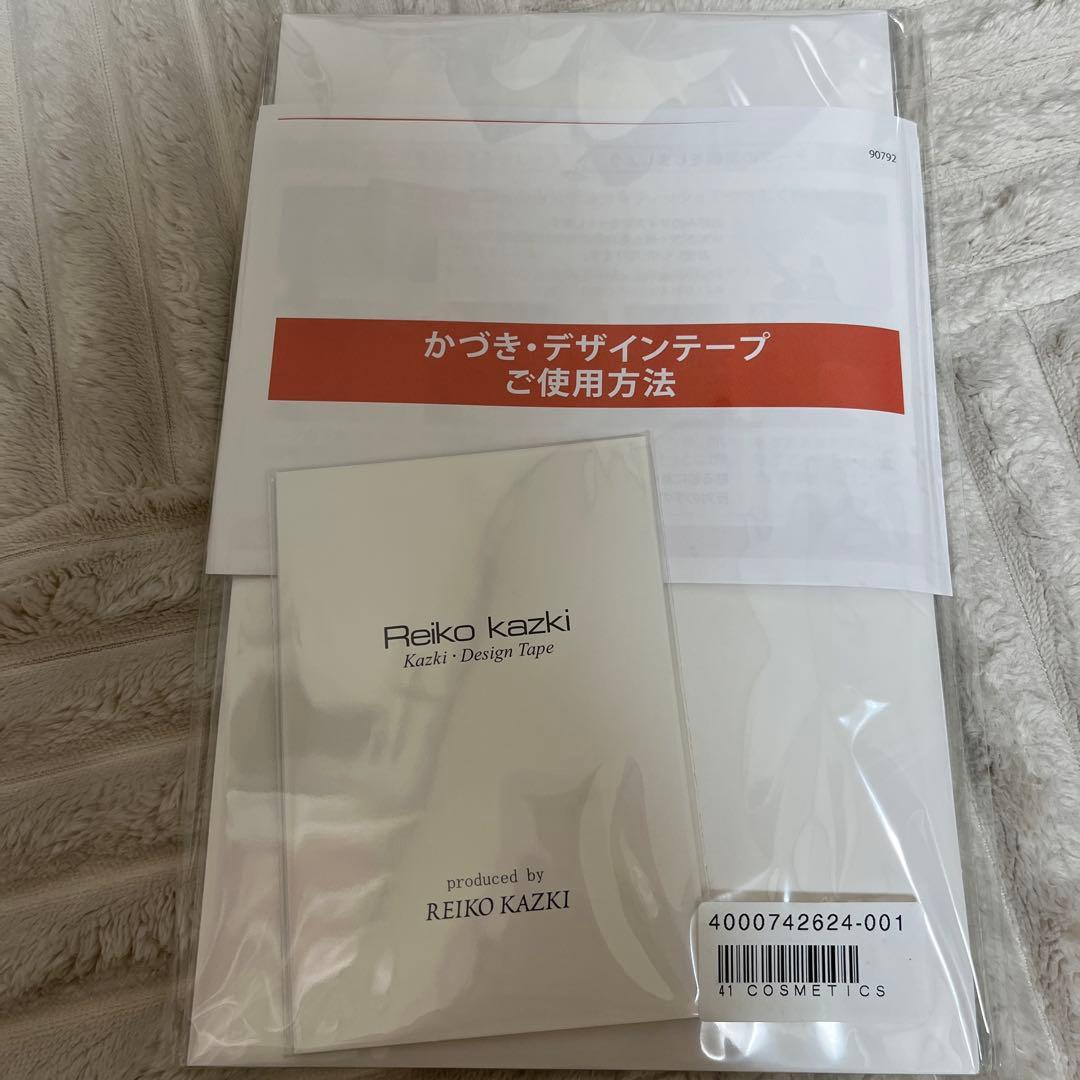 90792
かづき・デザインテープ
ご使用方法
Reiko kazki
Kazki・Design Tape
produced by
REIKO KAZKI
4000742624-001
41 COSMETICS